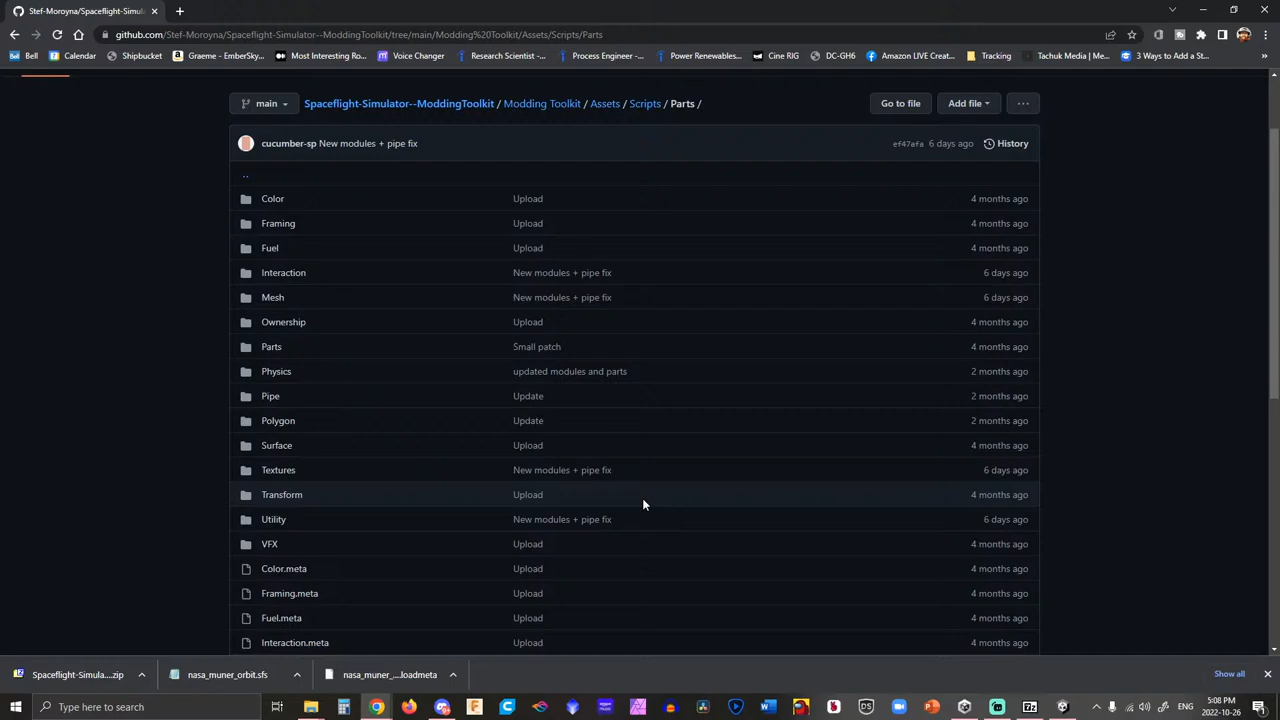 Stef-Moroyna/Spaceflight-Simula
github.com/Stef-Moroyna/Spaceflight-Simulator--ModdingToolkit/tree/main/Modding%20Toolkit/Assets/Scripts/Parts
Bell Calendar Shipbucket Graeme - EmberSky... Most Interesting Ro... Voice Changer Research Scientist -... Process Engineer -... Power Renewables... Cine RIG DC-GH6 Amazon LIVE Creat... Tracking Tachuk Media | Me... 3 Ways to Add a St...
main Spaceflight-Simulator--ModdingToolkit / Modding Toolkit / Assets / Scripts / Parts / Go to file Add file ...
cucumber-sp New modules + pipe fix ef47afa 6 days ago History
..
Color Upload 4 months ago
Framing Upload 4 months ago
Fuel Upload 4 months ago
Interaction New modules + pipe fix 6 days ago
Mesh New modules + pipe fix 6 days ago
Ownership Upload 4 months ago
Parts Small patch 4 months ago
Physics updated modules and parts 2 months ago
Pipe Update 2 months ago
Polygon Update 2 months ago
Surface Upload 4 months ago
Textures New modules + pipe fix 6 days ago
Transform Upload 4 months ago
Utility New modules + pipe fix 6 days ago
VFX Upload 4 months ago
Color.meta Upload 4 months ago
Framing.meta Upload 4 months ago
Fuel.meta Upload 4 months ago
Interaction.meta Upload 4 months ago
Spaceflight-Simula....zip nasa_muner_orbit.sfs nasa_muner_....loadmeta Show all
Type here to search 5:08 PM
2022-10-26